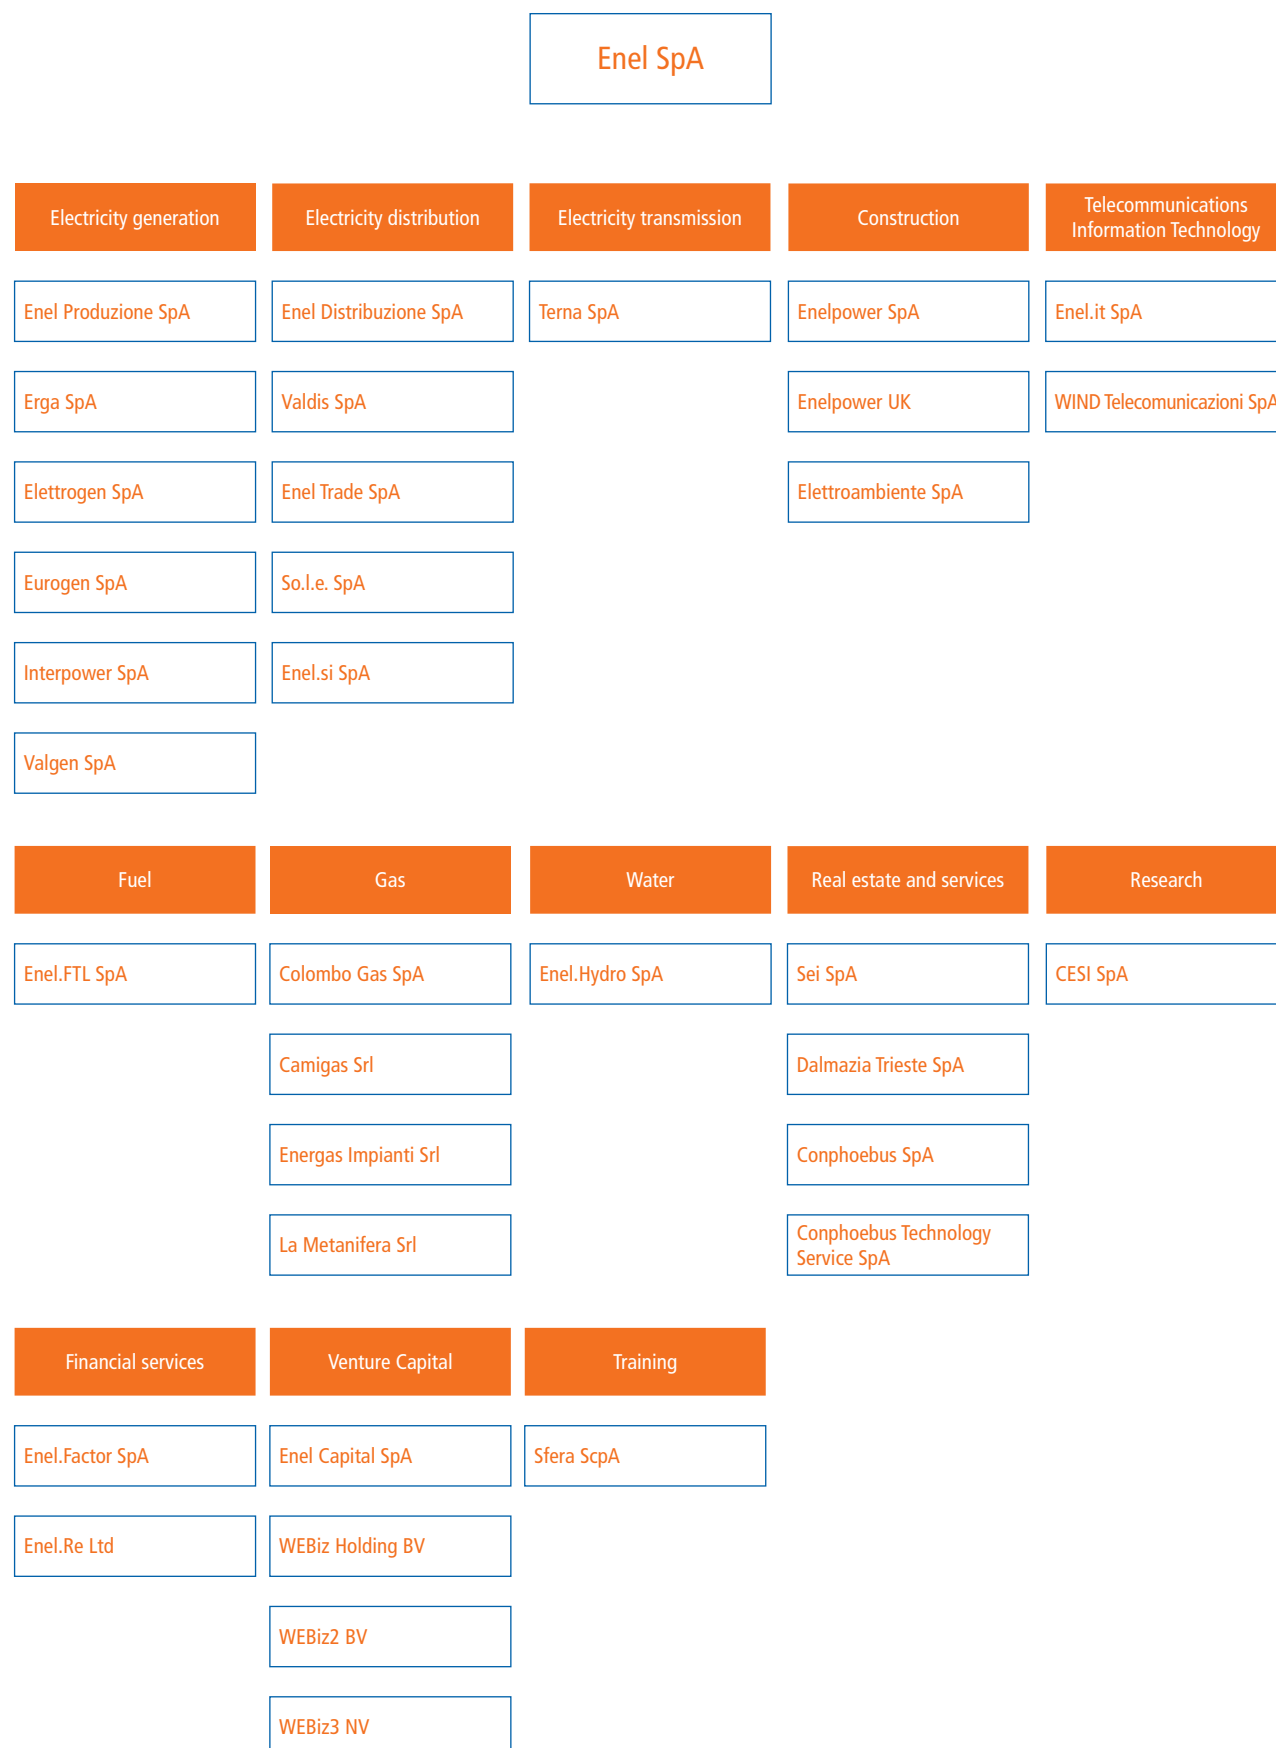 Enel SpA
Electricity generation
Electricity distribution
Electricity transmission
Construction
Telecommunications
Information Technology
Enel Produzione SpA
Enel Distribuzione SpA
Terna SpA
Enelpower SpA
Enel.it SpA
Erga SpA
Valdis SpA
Enelpower UK
WIND Telecomunicazioni SpA
Elettrogen SpA
Enel Trade SpA
Elettroambiente SpA
Eurogen SpA
So.l.e. SpA
Interpower SpA
Enel.si SpA
Valgen SpA
Fuel
Gas
Water
Real estate and services
Research
Enel.FTL SpA
Colombo Gas SpA
Enel.Hydro SpA
Sei SpA
CESI SpA
Camigas Srl
Dalmazia Trieste SpA
Energas Impianti Srl
Conphoebus SpA
La Metanifera Srl
Conphoebus Technology
Service SpA
Financial services
Venture Capital
Training
Enel.Factor SpA
Enel Capital SpA
Sfera ScpA
Enel.Re Ltd
WEBiz Holding BV
WEBiz2 BV
WEBiz3 NV